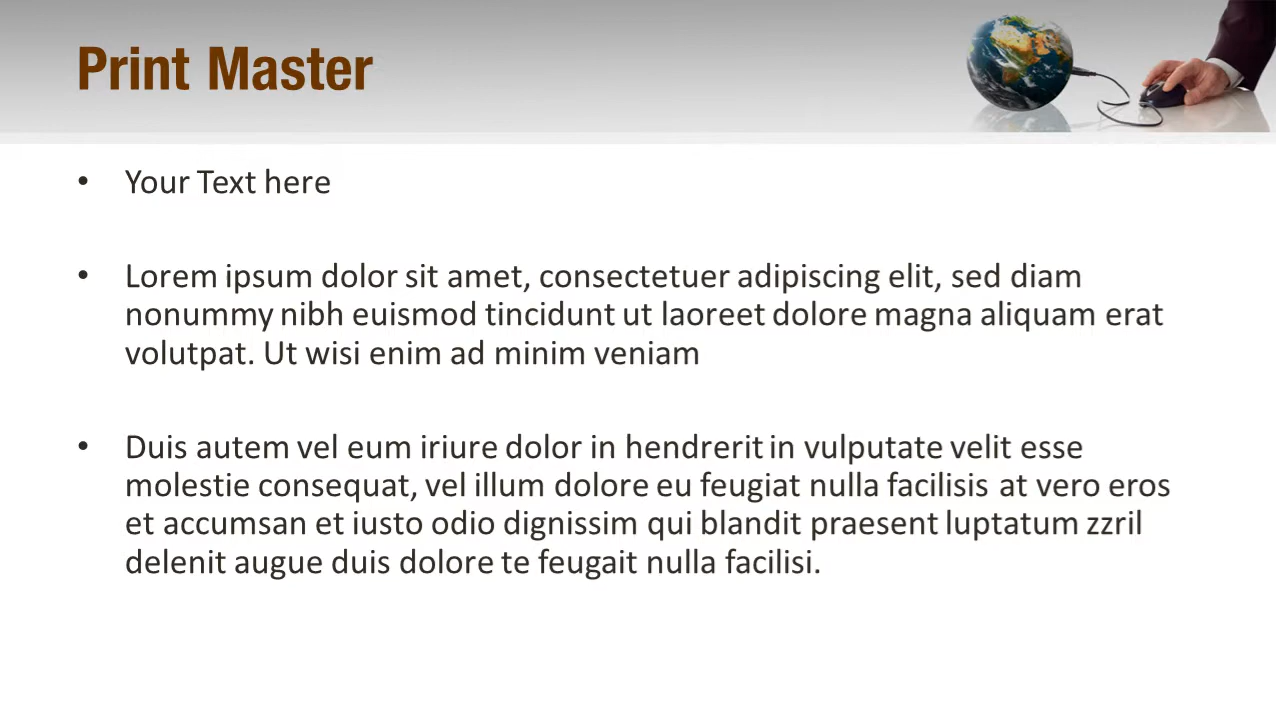 Print Master
• Your Text here
• Lorem ipsum dolor sit amet, consectetuer adipiscing elit, sed diam
nonummy nibh euismod tincidunt ut laoreet dolore magna aliquam erat
volutpat. Ut wisi enim ad minim veniam
• Duis autem vel eum iriure dolor in hendrerit in vulputate velit esse
molestie consequat, vel illum dolore eu feugiat nulla facilisis at vero eros
et accumsan et iusto odio dignissim qui blandit praesent luptatum zzril
delenit augue duis dolore te feugait nulla facilisi.